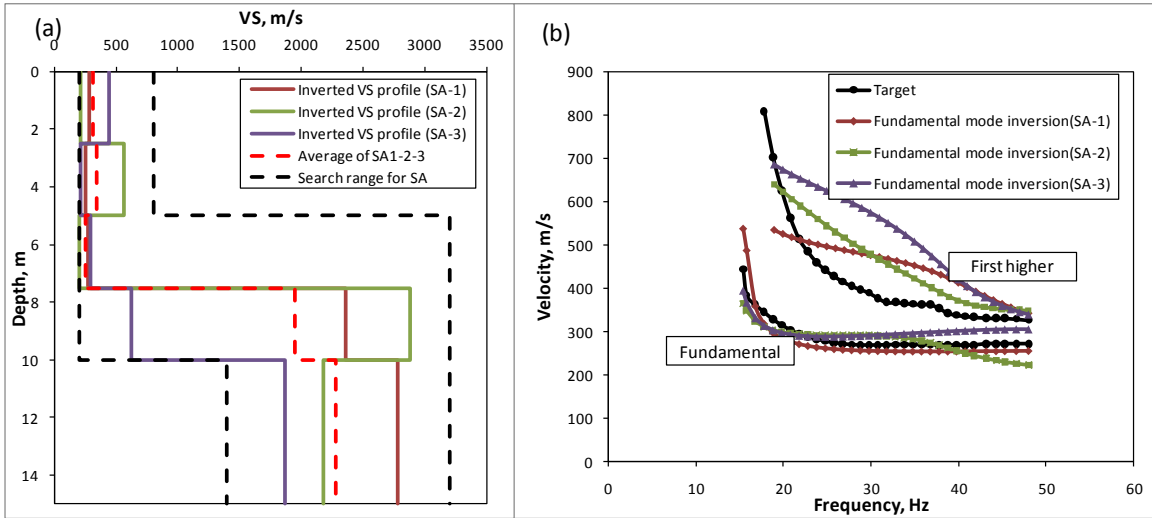 (a)
VS, m/s
0 500 1000 1500 2000 2500 3000 3500
0
2
4
6
8
10
12
14
Depth, m
Inverted VS profile (SA-1)
Inverted VS profile (SA-2)
Inverted VS profile (SA-3)
Average of SA1-2-3
Search range for SA
(b)
900
800
700
600
500
400
300
200
100
0
Velocity, m/s
Target
Fundamental mode inversion(SA-1)
Fundamental mode inversion(SA-2)
Fundamental mode inversion(SA-3)
First higher
Fundamental
0 10 20 30 40 50 60
Frequency, Hz